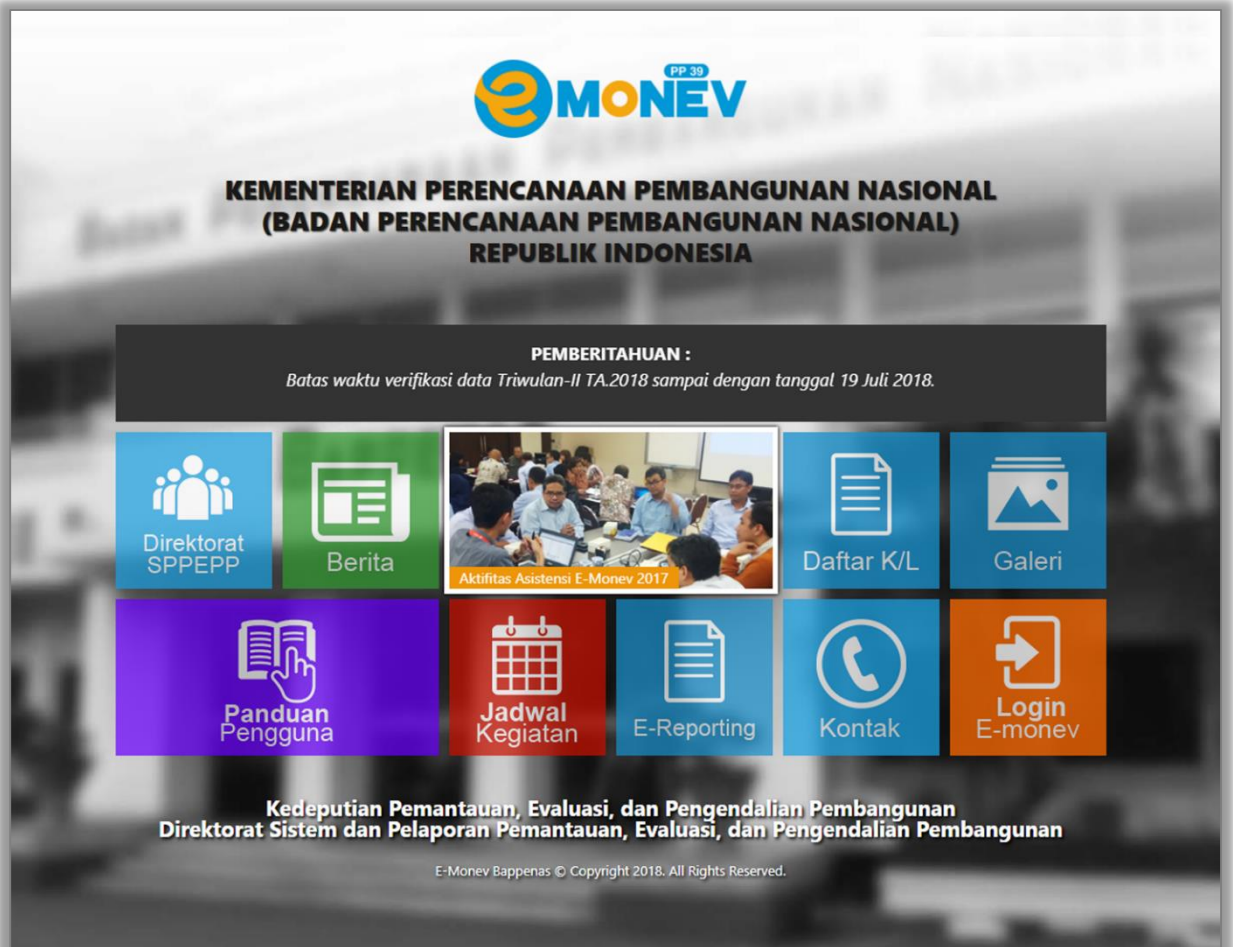 PP 39
eMONEV
KEMENTERIAN PERENCANAAN PEMBANGUNAN NASIONAL
(BADAN PERENCANAAN PEMBANGUNAN NASIONAL)
REPUBLIK INDONESIA
PEMBERITAHUAN :
Batas waktu verifikasi data Triwulan-II TA.2018 sampai dengan tanggal 19 Juli 2018.
Direktorat
SPPEPP
Berita
Aktifitas Asistensi E-Monev 2017
Daftar K/L
Galeri
Panduan
Pengguna
Jadwal
Kegiatan
E-Reporting
Kontak
Login
E-monev
Kedeputian Pemantauan, Evaluasi, dan Pengendalian Pembangunan
Direktorat Sistem dan Pelaporan Pemantauan, Evaluasi, dan Pengendalian Pembangunan
E-Monev Bappenas © Copyright 2018. All Rights Reserved.